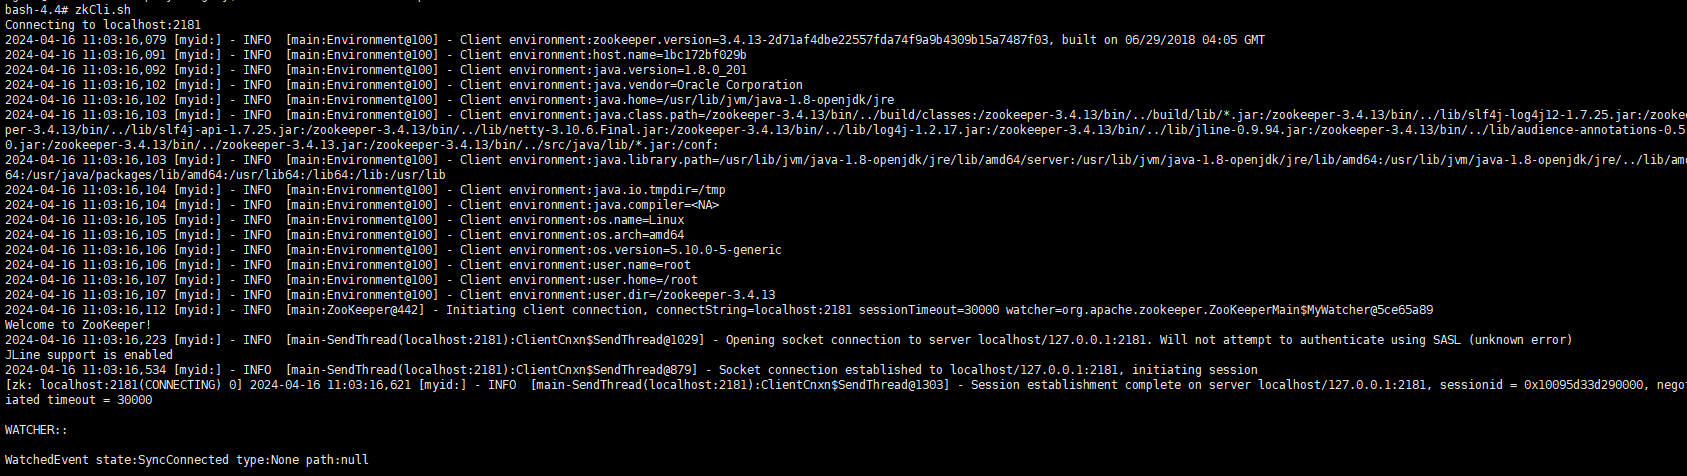 bash-4.4# zkCli.sh
Connecting to localhost:2181
2024-04-16 11:03:16,079 [myid:] - INFO  [main:Environment@100] - Client environment:zookeeper.version=3.4.13-2d71af4dbe22557fda74f9a9b4309b15a7487f03, built on 06/29/2018 04:05 GMT
2024-04-16 11:03:16,091 [myid:] - INFO  [main:Environment@100] - Client environment:host.name=1bc172bf029b
2024-04-16 11:03:16,092 [myid:] - INFO  [main:Environment@100] - Client environment:java.version=1.8.0_201
2024-04-16 11:03:16,102 [myid:] - INFO  [main:Environment@100] - Client environment:java.vendor=Oracle Corporation
2024-04-16 11:03:16,102 [myid:] - INFO  [main:Environment@100] - Client environment:java.home=/usr/lib/jvm/java-1.8-openjdk/jre
2024-04-16 11:03:16,103 [myid:] - INFO  [main:Environment@100] - Client environment:java.class.path=/zookeeper-3.4.13/bin/../build/classes:/zookeeper-3.4.13/bin/../build/lib/*.jar:/zookeeper-3.4.13/bin/../lib/slf4j-log4j12-1.7.25.jar:/zooke
per-3.4.13/bin/../lib/slf4j-api-1.7.25.jar:/zookeeper-3.4.13/bin/../lib/netty-3.10.6.Final.jar:/zookeeper-3.4.13/bin/../lib/log4j-1.2.17.jar:/zookeeper-3.4.13/bin/../lib/jline-0.9.94.jar:/zookeeper-3.4.13/bin/../lib/audience-annotations-0.5
0.jar:/zookeeper-3.4.13/bin/../zookeeper-3.4.13.jar:/zookeeper-3.4.13/bin/../src/java/lib/*.jar:/conf:
2024-04-16 11:03:16,103 [myid:] - INFO  [main:Environment@100] - Client environment:java.library.path=/usr/lib/jvm/java-1.8-openjdk/jre/lib/amd64/server:/usr/lib/jvm/java-1.8-openjdk/jre/lib/amd64:/usr/lib/jvm/java-1.8-openjdk/jre/../lib/am
64:/usr/java/packages/lib/amd64:/usr/lib64:/lib64:/lib:/usr/lib
2024-04-16 11:03:16,104 [myid:] - INFO  [main:Environment@100] - Client environment:java.io.tmpdir=/tmp
2024-04-16 11:03:16,104 [myid:] - INFO  [main:Environment@100] - Client environment:java.compiler=<NA>
2024-04-16 11:03:16,105 [myid:] - INFO  [main:Environment@100] - Client environment:os.name=Linux
2024-04-16 11:03:16,105 [myid:] - INFO  [main:Environment@100] - Client environment:os.arch=amd64
2024-04-16 11:03:16,106 [myid:] - INFO  [main:Environment@100] - Client environment:os.version=5.10.0-5-generic
2024-04-16 11:03:16,106 [myid:] - INFO  [main:Environment@100] - Client environment:user.name=root
2024-04-16 11:03:16,107 [myid:] - INFO  [main:Environment@100] - Client environment:user.home=/root
2024-04-16 11:03:16,107 [myid:] - INFO  [main:Environment@100] - Client environment:user.dir=/zookeeper-3.4.13
2024-04-16 11:03:16,112 [myid:] - INFO  [main:ZooKeeper@442] - Initiating client connection, connectString=localhost:2181 sessionTimeout=30000 watcher=org.apache.zookeeper.ZooKeeperMain$MyWatcher@5ce65a89
Welcome to ZooKeeper!
2024-04-16 11:03:16,223 [myid:] - INFO  [main-SendThread(localhost:2181):ClientCnxn$SendThread@1029] - Opening socket connection to server localhost/127.0.0.1:2181. Will not attempt to authenticate using SASL (unknown error)
JLine support is enabled
2024-04-16 11:03:16,534 [myid:] - INFO  [main-SendThread(localhost:2181):ClientCnxn$SendThread@879] - Socket connection established to localhost/127.0.0.1:2181, initiating session
[zk: localhost:2181(CONNECTING) 0] 2024-04-16 11:03:16,621 [myid:] - INFO  [main-SendThread(localhost:2181):ClientCnxn$SendThread@1303] - Session establishment complete on server localhost/127.0.0.1:2181, sessionid = 0x10095d33d290000, nego
iated timeout = 30000
WATCHER::
WatchedEvent state:SyncConnected type:None path:null